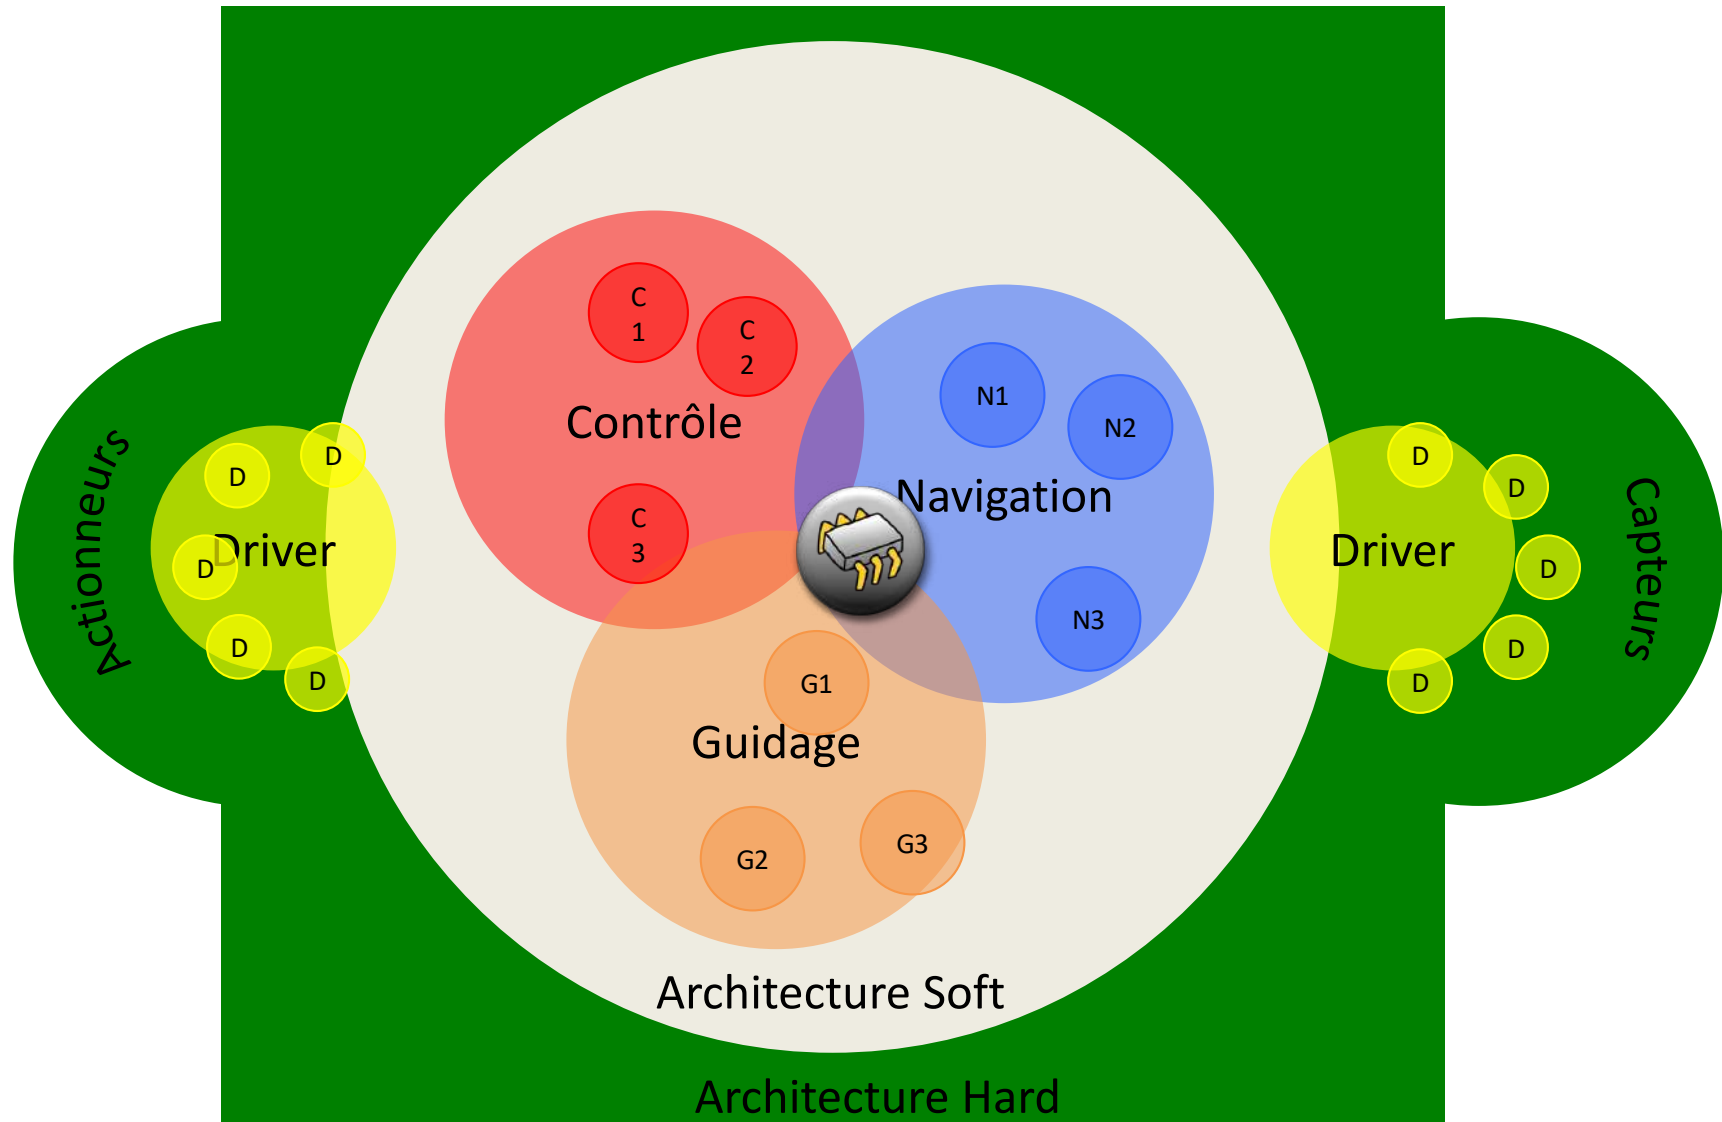 C
1
C
2
Contrôle
C
3
N1
N2
Navigation
N3
G1
Guidage
G2
G3
Actionneurs
D
D
Driver
D
D
D
Driver
D
D
D
D
D
Capteurs
Architecture Soft
Architecture Hard